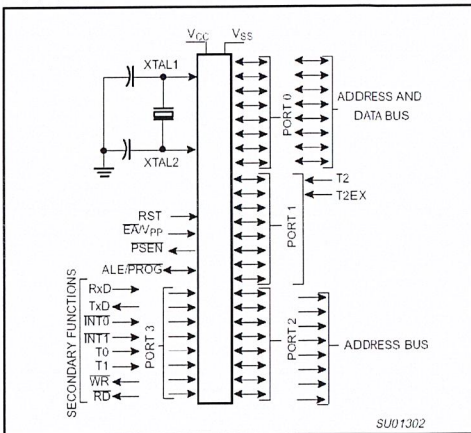 VCC VSS
XTAL1
XTAL2
RST
EA/VPP
PSEN
ALE/PROG
SECONDARY FUNCTIONS
RxD
TxD
INT0
INT1
T0
T1
WR
RD
PORT 3
PORT 0
ADDRESS AND
DATA BUS
PORT 1
T2
T2EX
PORT 2
ADDRESS BUS
SU01302